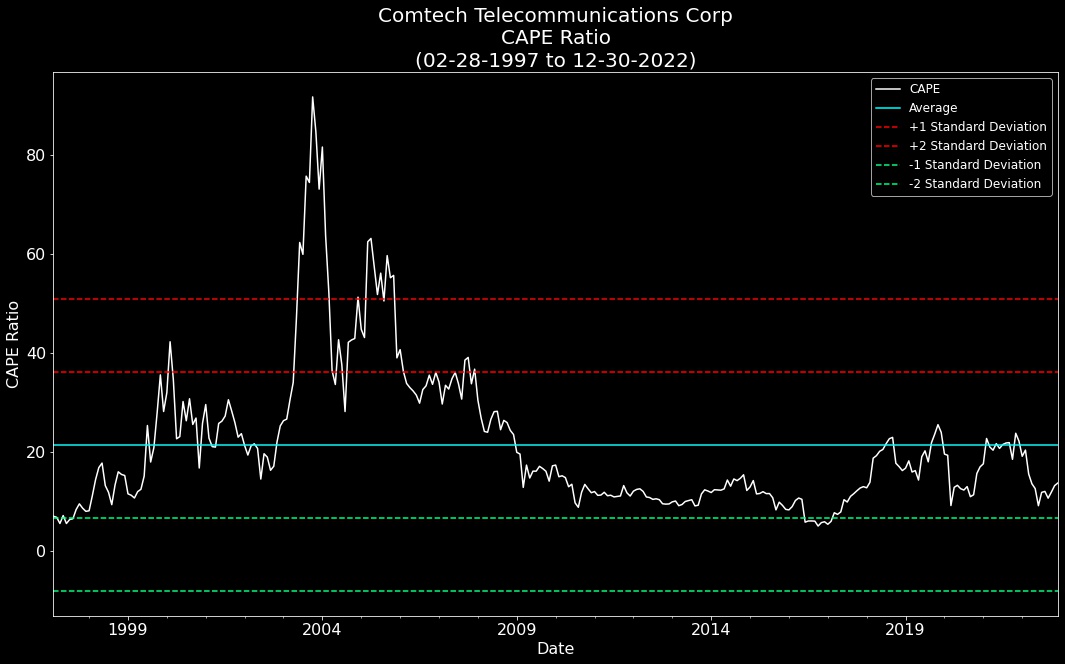 Comtech Telecommunications Corp
CAPE Ratio
(02-28-1997 to 12-30-2022)
CAPE
Average
+1 Standard Deviation
+2 Standard Deviation
-1 Standard Deviation
-2 Standard Deviation
80
60
40
20
0
CAPE Ratio
1999
2004
2009
2014
2019
Date